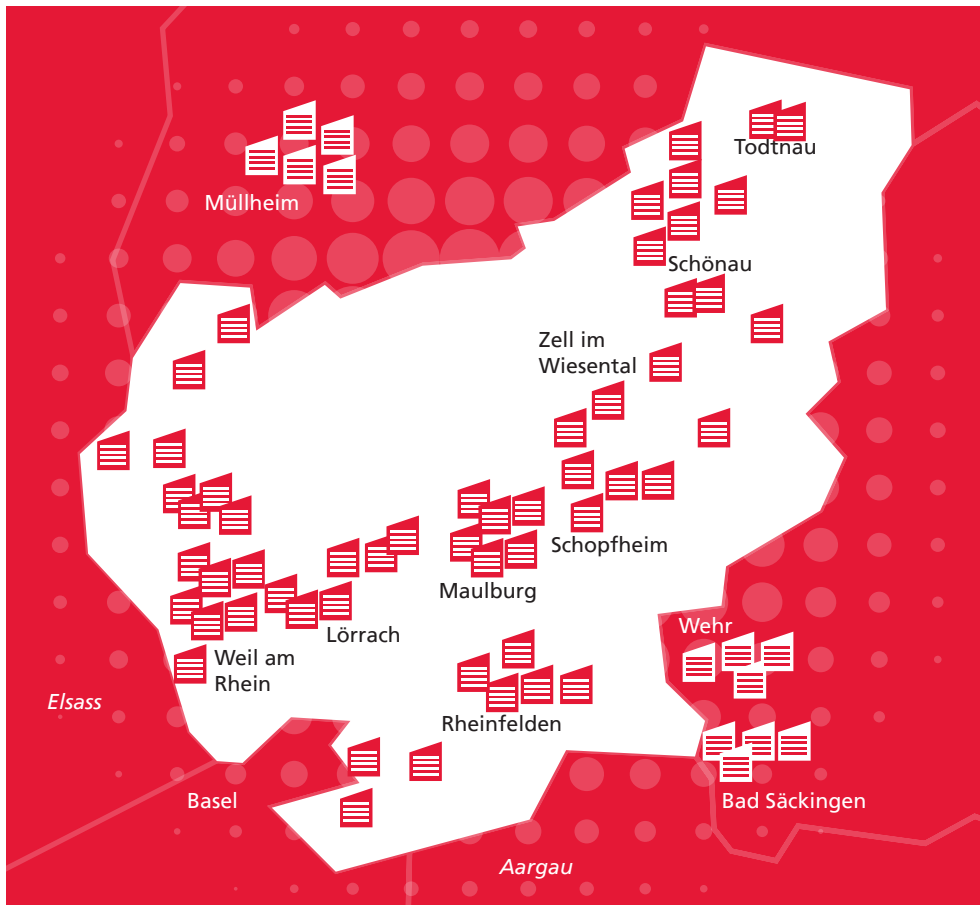 Todtnau
Müllheim
Schönau
Zell im
Wiesental
Schopfheim
Maulburg
Lörrach
Wehr
Weil am
Rhein
Elsass
Rheinfelden
Basel
Bad Säckingen
Aargau